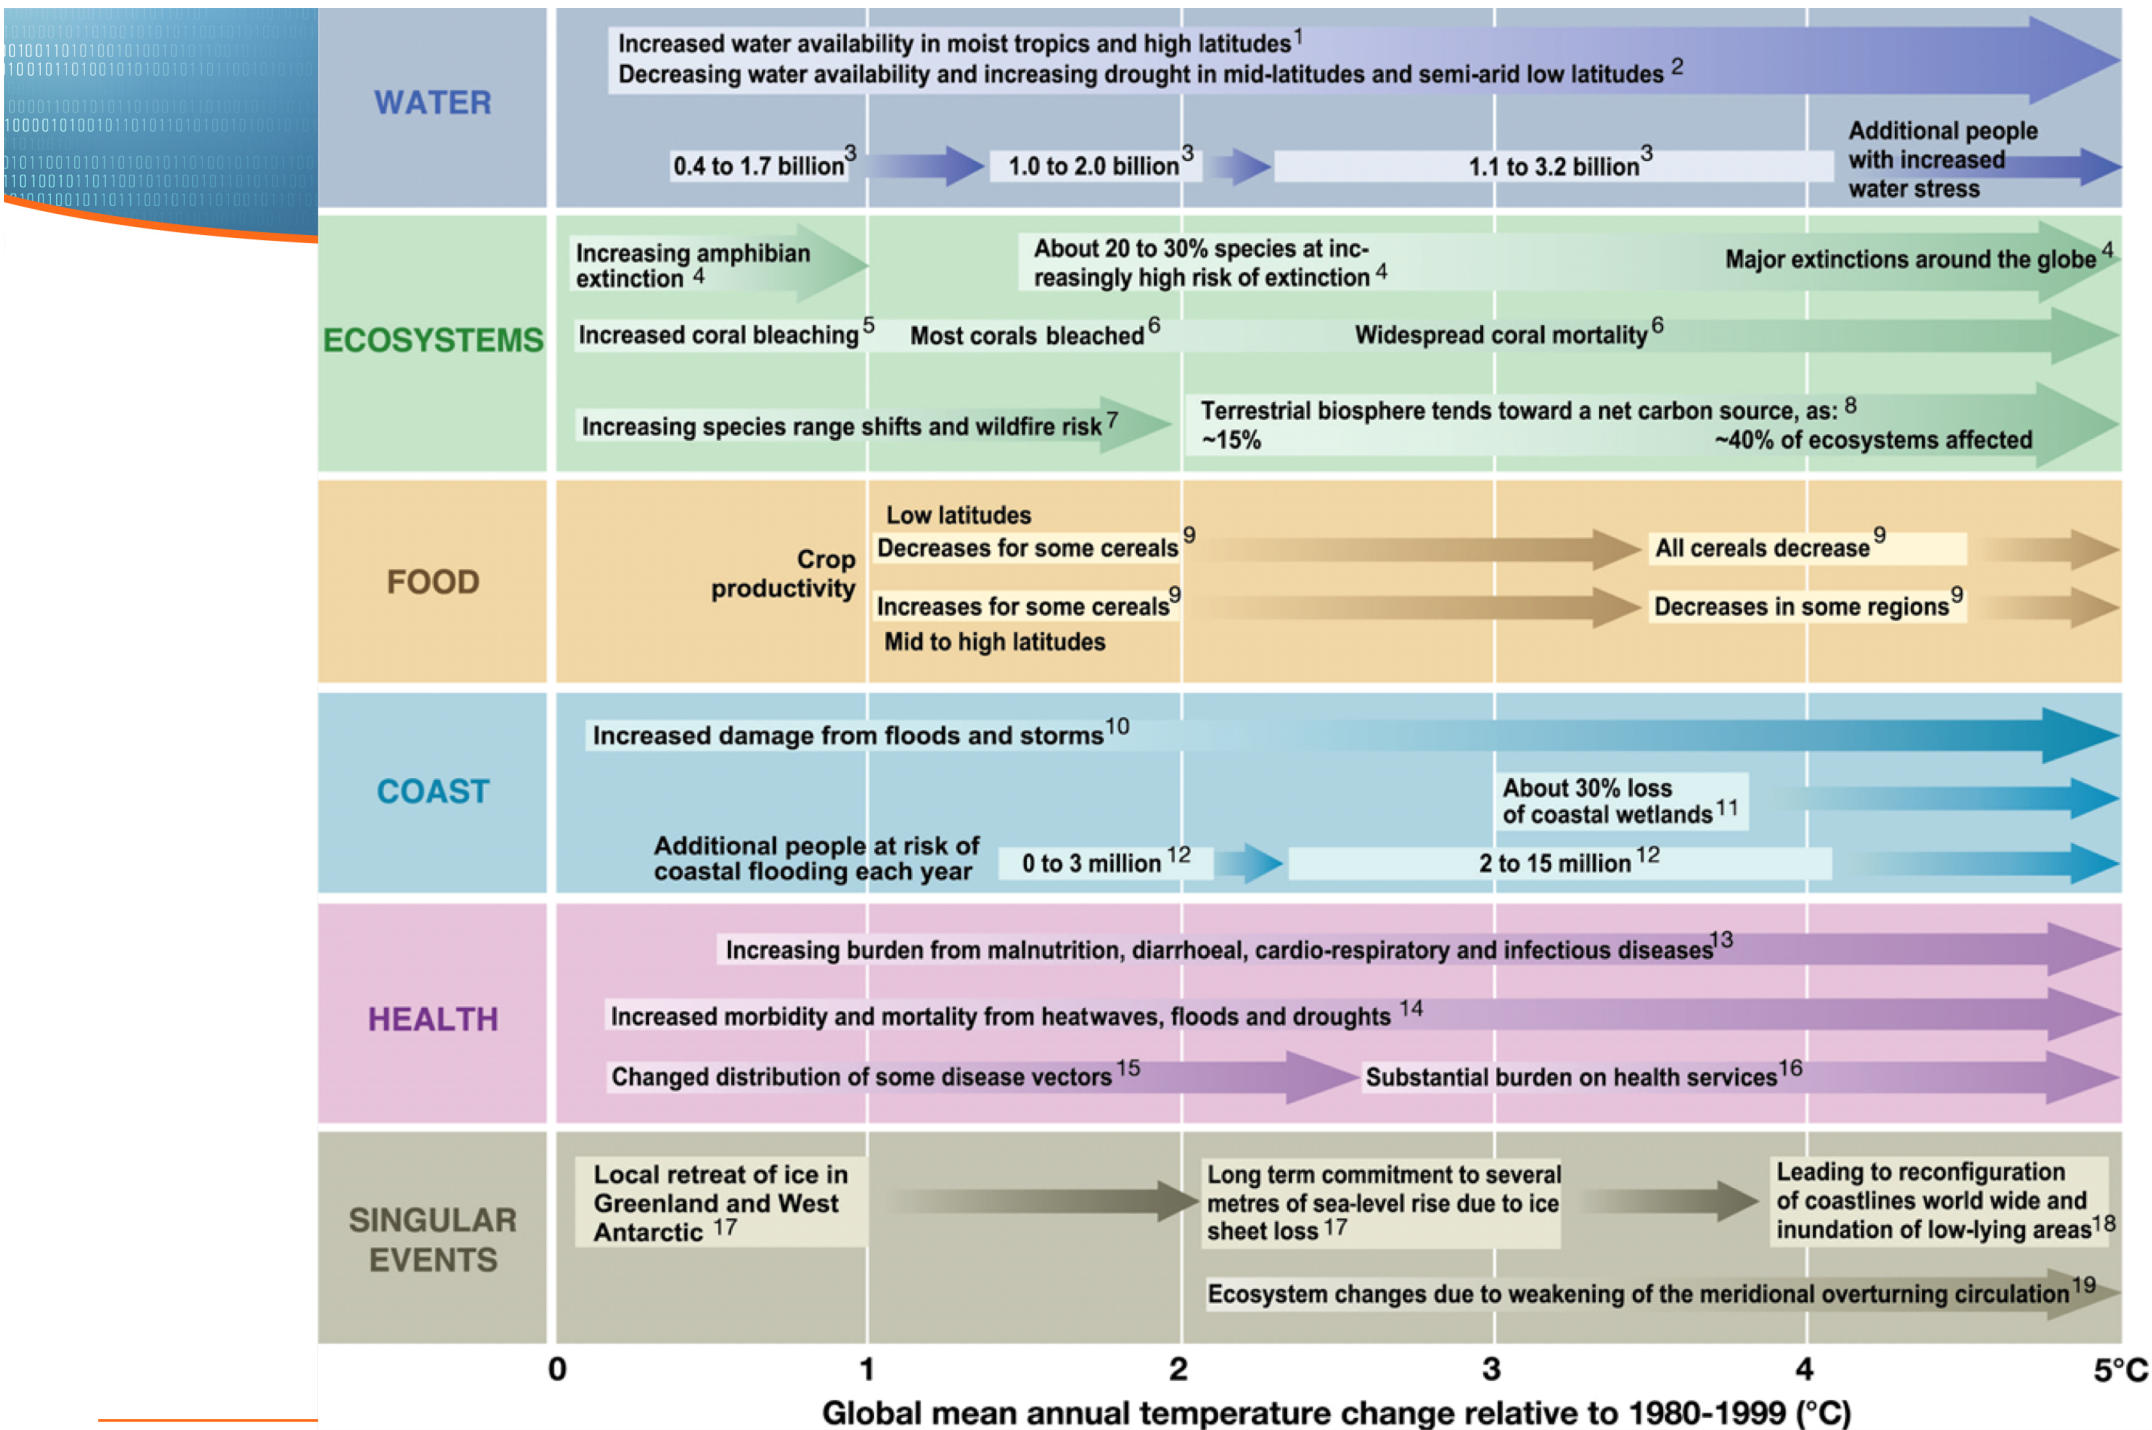 WATER
Increased water availability in moist tropics and high latitudes 1
Decreasing water availability and increasing drought in mid-latitudes and semi-arid low latitudes 2
0.4 to 1.7 billion 3
1.0 to 2.0 billion 3
1.1 to 3.2 billion 3
Additional people
with increased
water stress
ECOSYSTEMS
Increasing amphibian
extinction 4
About 20 to 30% species at inc-
reasingly high risk of extinction 4
Major extinctions around the globe 4
Increased coral bleaching 5
Most corals bleached 6
Widespread coral mortality 6
Increasing species range shifts and wildfire risk 7
Terrestrial biosphere tends toward a net carbon source, as: 8
~15%
~40% of ecosystems affected
FOOD
Crop
productivity
Low latitudes
Decreases for some cereals 9
All cereals decrease 9
Increases for some cereals 9
Decreases in some regions 9
Mid to high latitudes
COAST
Increased damage from floods and storms 10
About 30% loss
of coastal wetlands 11
Additional people at risk of
coastal flooding each year
0 to 3 million 12
2 to 15 million 12
HEALTH
Increasing burden from malnutrition, diarrhoeal, cardio-respiratory and infectious diseases 13
Increased morbidity and mortality from heatwaves, floods and droughts 14
Changed distribution of some disease vectors 15
Substantial burden on health services 16
SINGULAR
EVENTS
Local retreat of ice in
Greenland and West
Antarctic 17
Long term commitment to several
metres of sea-level rise due to ice
sheet loss 17
Leading to reconfiguration
of coastlines world wide and
inundation of low-lying areas 18
Ecosystem changes due to weakening of the meridional overturning circulation 19
0 1 2 3 4 5°C
Global mean annual temperature change relative to 1980-1999 (°C)